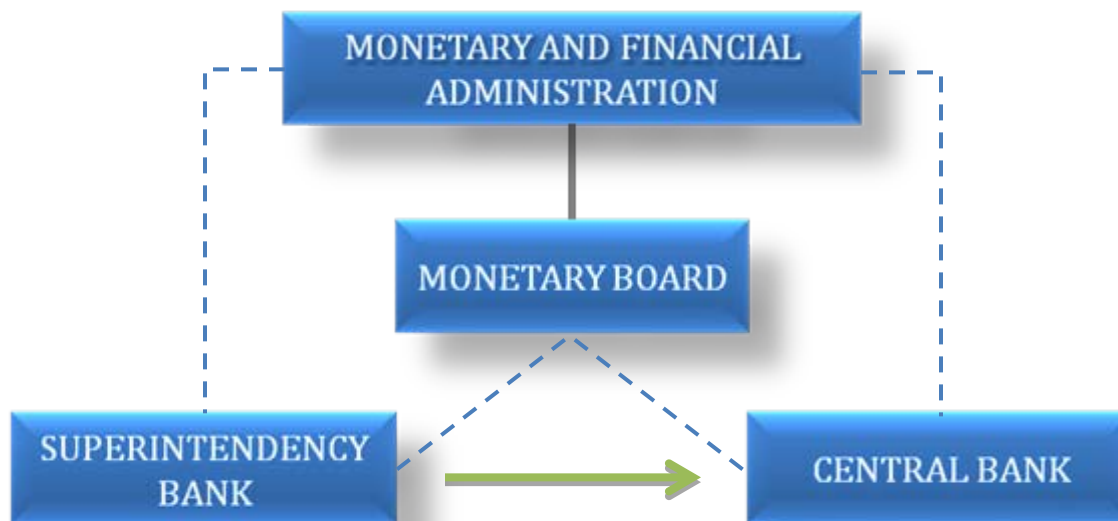 MONETARY AND FINANCIAL
ADMINISTRATION
MONETARY BOARD
SUPERINTENDENCY
BANK
CENTRAL BANK